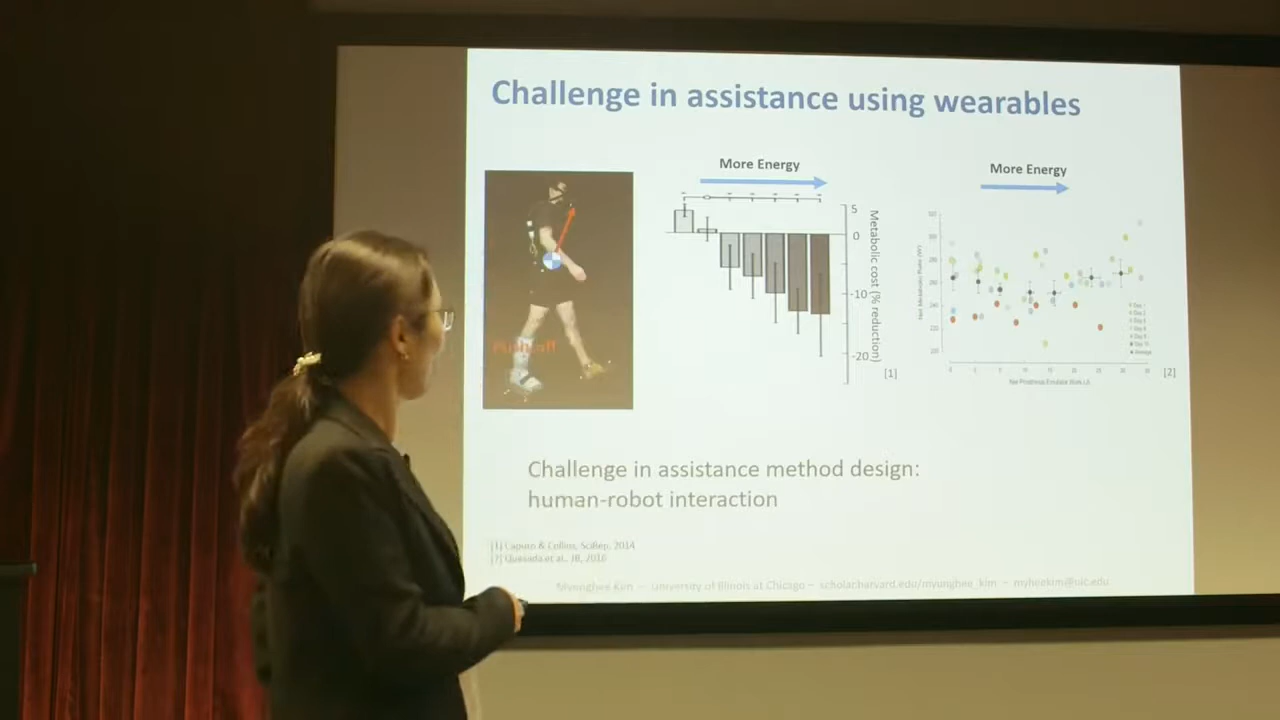 Challenge in assistance using wearables
More Energy
More Energy
5
0
-10
-20
Metabolic cost (% reduction)
[1]
[2]
Push-off
Challenge in assistance method design:
human-robot interaction
[1] Caputo & Collins, SciRep, 2014
[2] Quesada et al., JB, 2016
Myunghee Kim – University of Illinois at Chicago – scholar.harvard.edu/myunghee_kim – myheekim@uic.edu